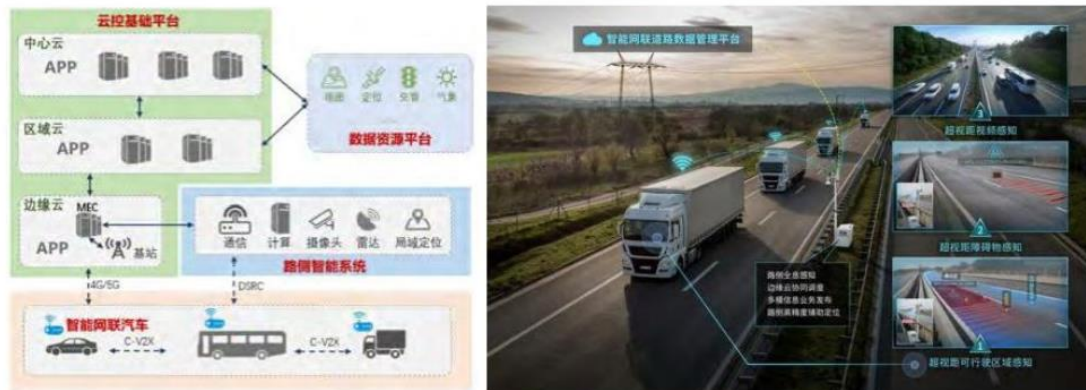 云控基础平台
中心云
APP
区域云
APP
边缘云
MEC
APP
基站
地图
定位
交管
气象
数据资源平台
通信
计算
摄像头
雷达
局域定位
路侧智能系统
4G/5G
DSRC
智能网联汽车
C-V2X
C-V2X
智能网联道路数据管理平台
3
超视距视频感知
2
超视距障碍物感知
路侧全息感知
边缘云协同调度
多模信息业务发布
路侧高精度辅助定位
1
超视距可行驶区域感知